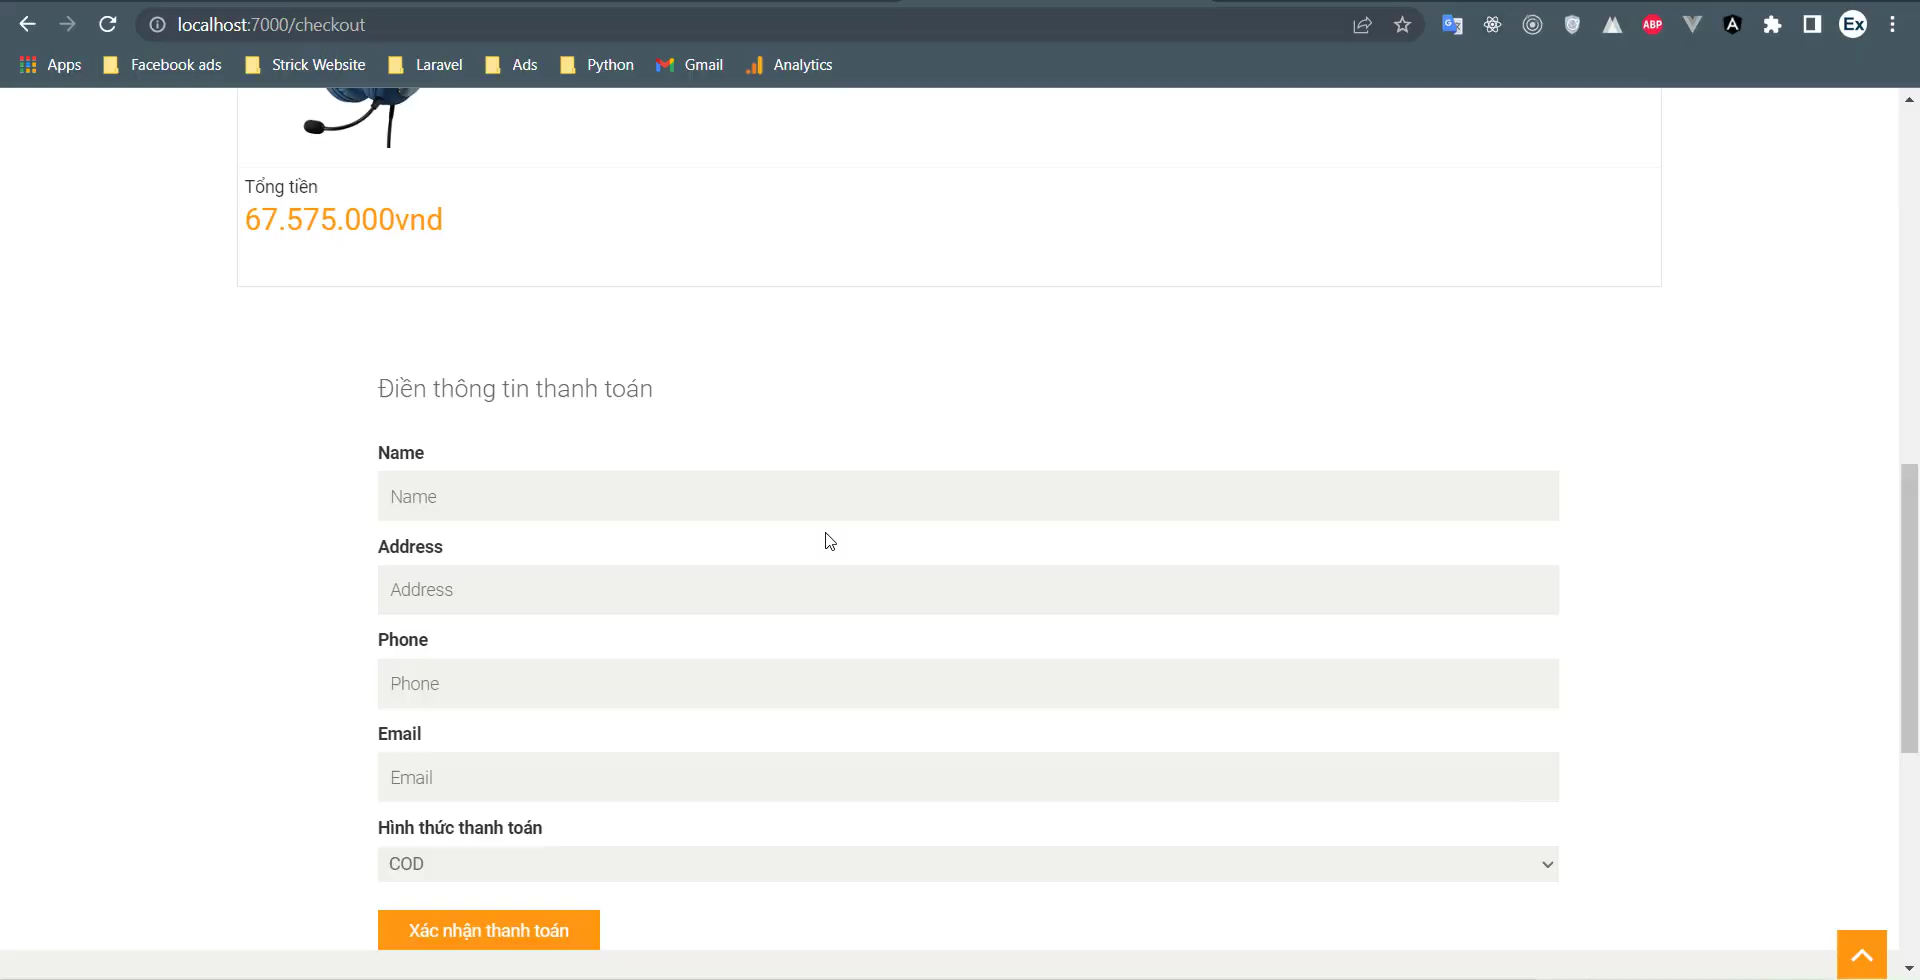 localhost:7000/checkout
ABP
Ex
Apps Facebook ads Strick Website Laravel Ads Python Gmail Analytics
Tổng tiền
67.575.000vnd
Điền thông tin thanh toán
Name
Name
Address
Address
Phone
Phone
Email
Email
Hình thức thanh toán
COD
Xác nhận thanh toán